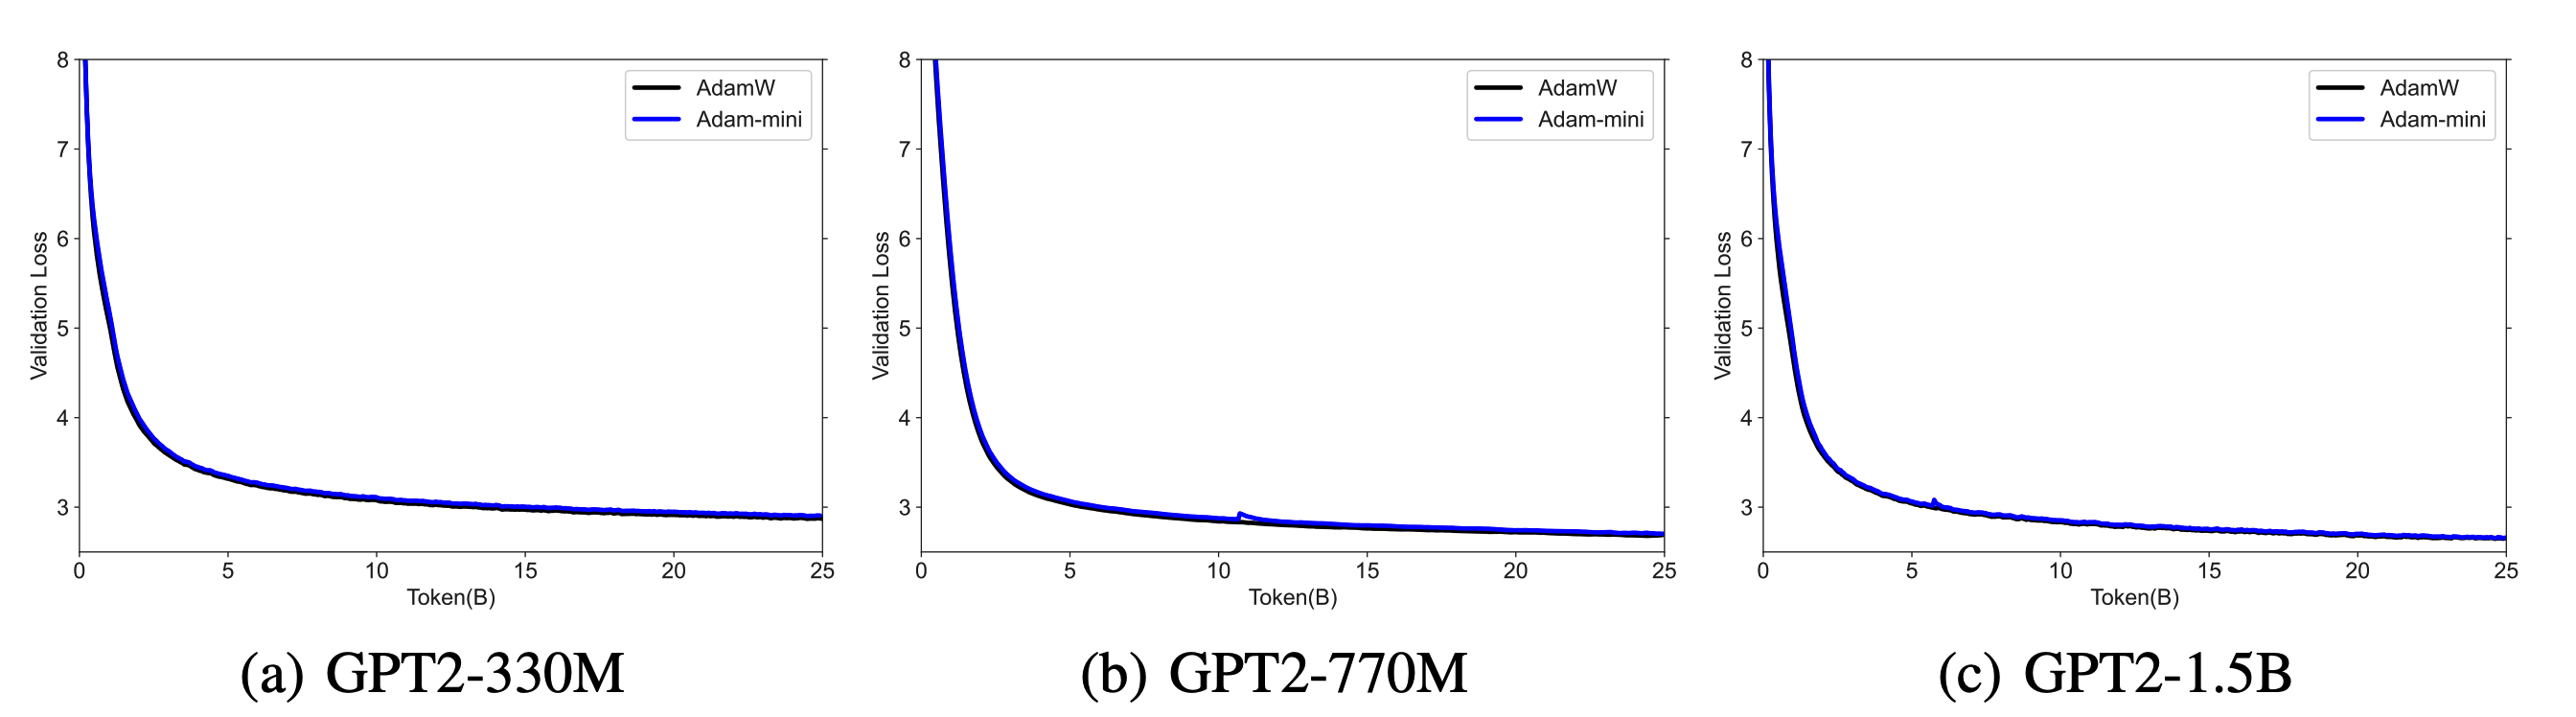 8
7
6
5
4
3
Validation Loss
0 5 10 15 20 25
Token(B)
AdamW
Adam-mini
(a) GPT2-330M
8
7
6
5
4
3
Validation Loss
0 5 10 15 20 25
Token(B)
AdamW
Adam-mini
(b) GPT2-770M
8
7
6
5
4
3
Validation Loss
0 5 10 15 20 25
Token(B)
AdamW
Adam-mini
(c) GPT2-1.5B